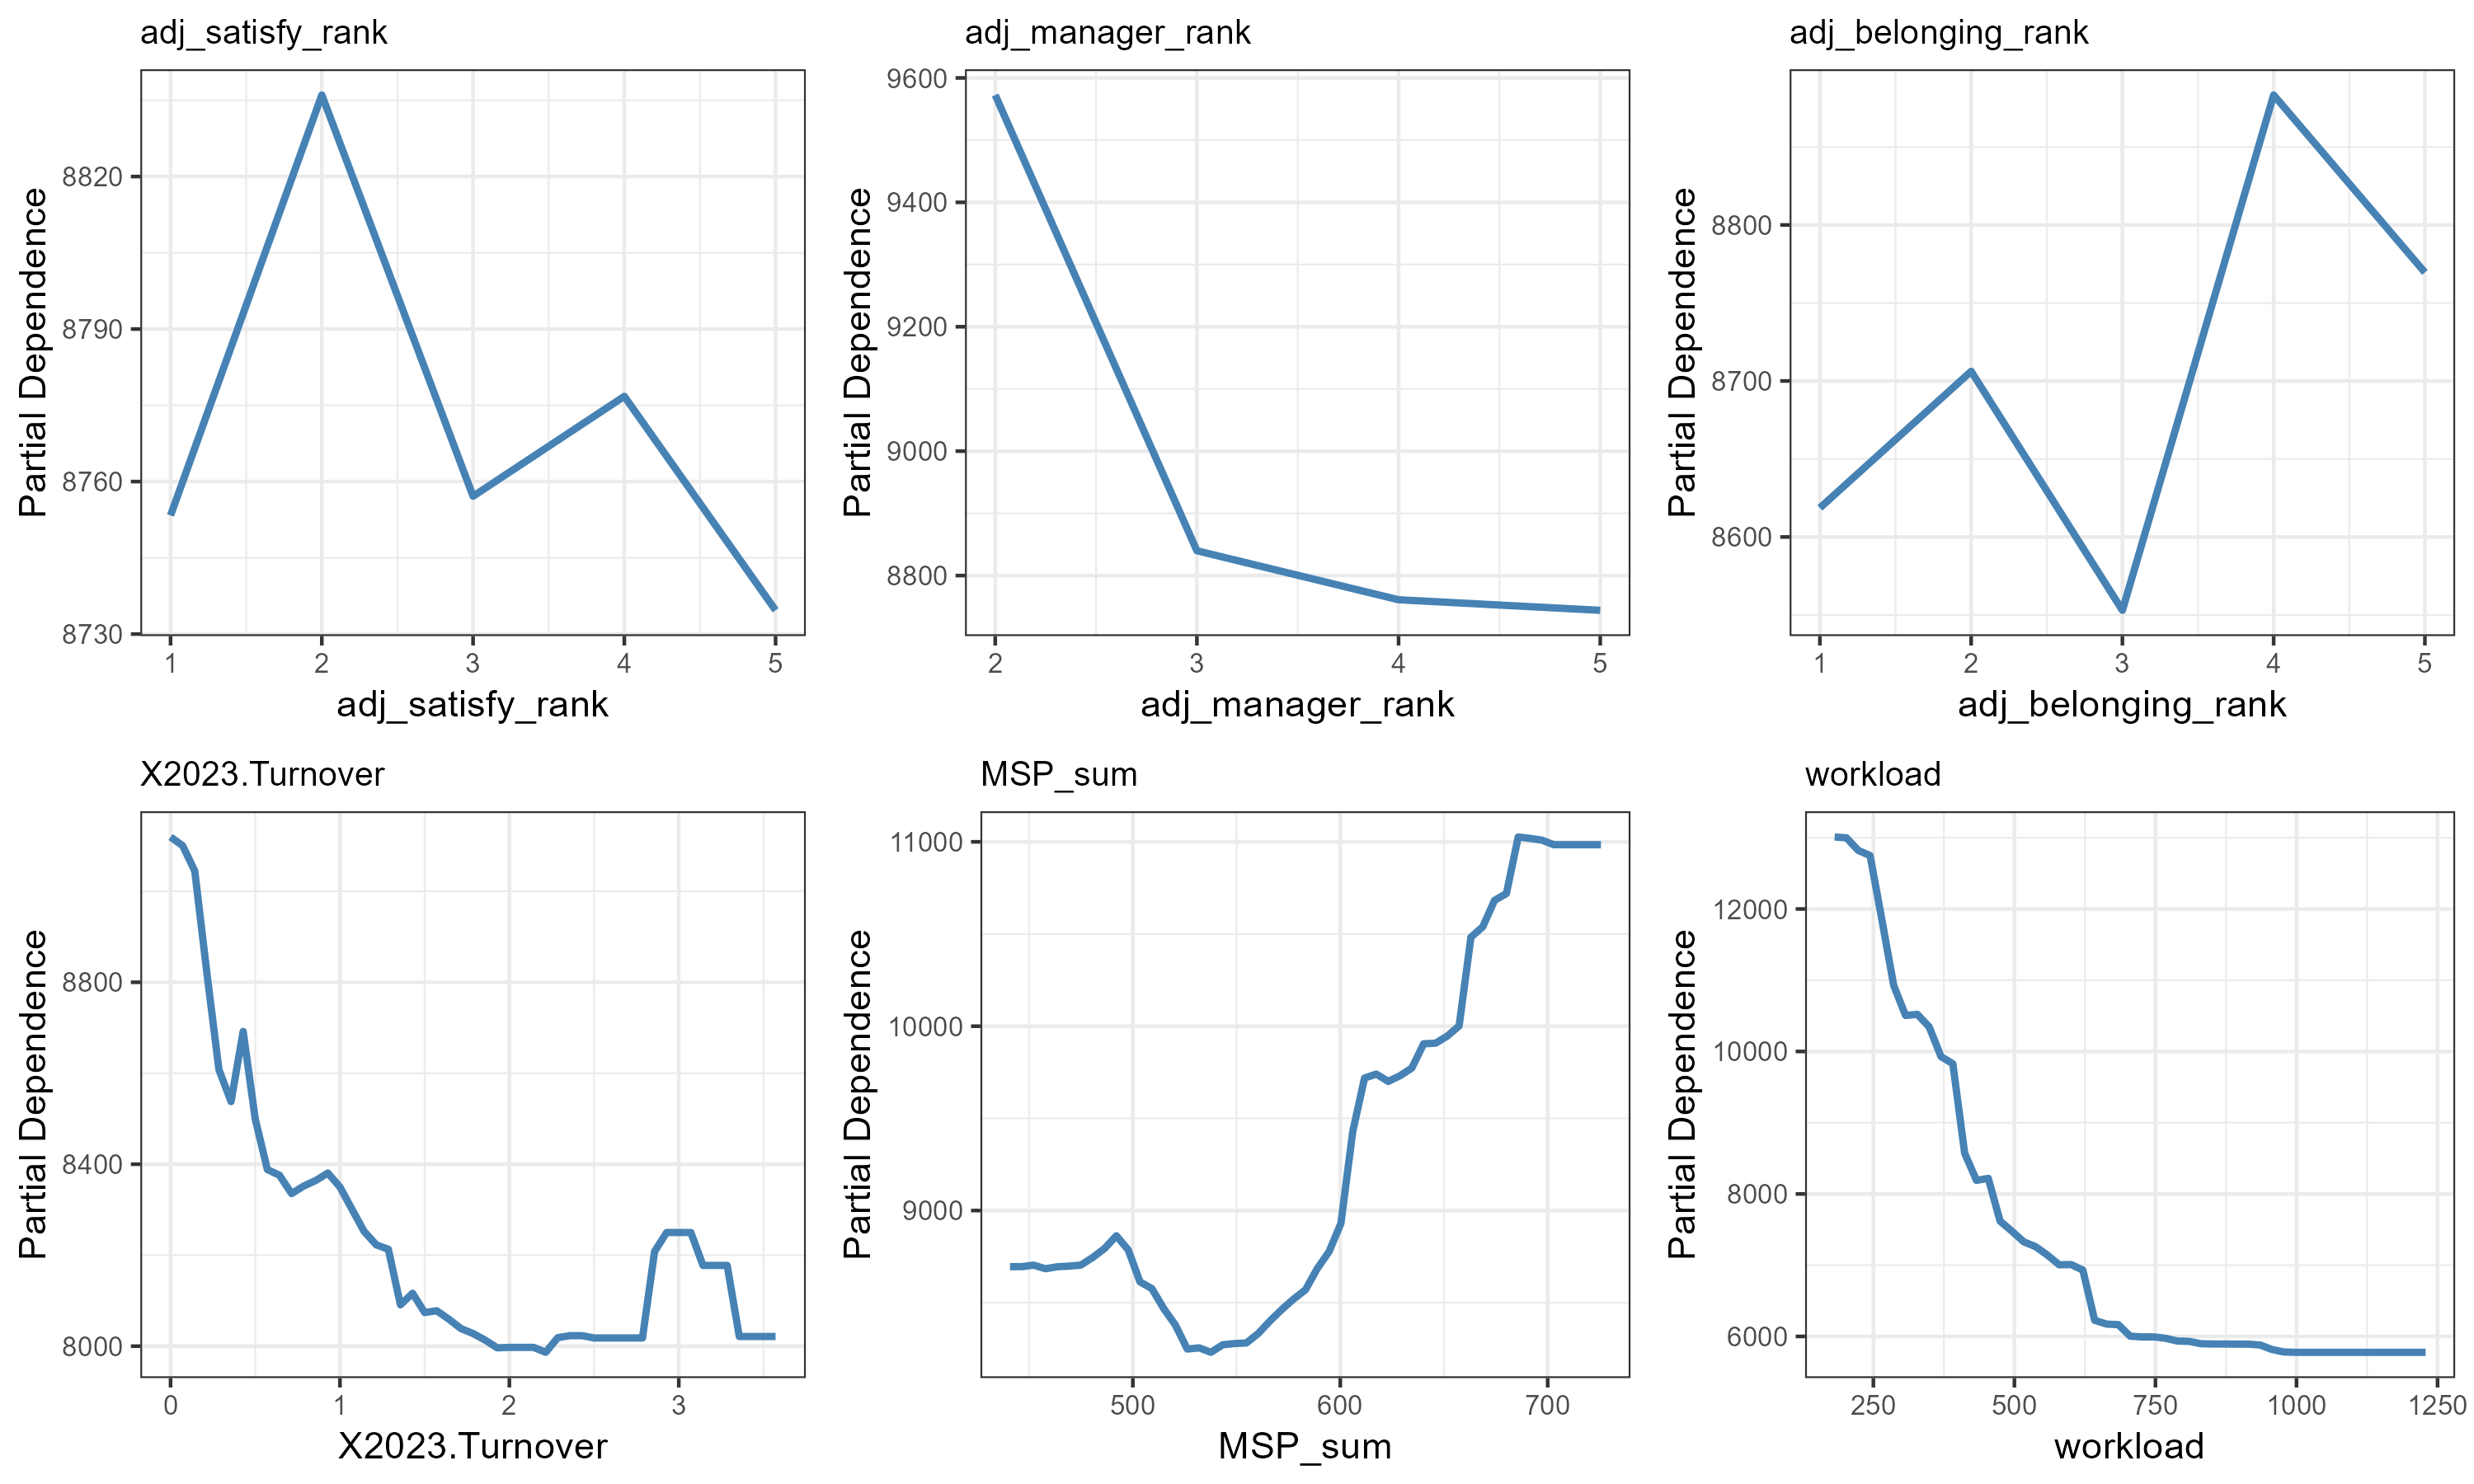 adj_satisfy_rank
Partial Dependence
8820
8790
8760
8730
1 2 3 4 5
adj_satisfy_rank
adj_manager_rank
Partial Dependence
9600
9400
9200
9000
8800
2 3 4 5
adj_manager_rank
adj_belonging_rank
Partial Dependence
8800
8700
8600
1 2 3 4 5
adj_belonging_rank
X2023.Turnover
Partial Dependence
8800
8400
8000
0 1 2 3
X2023.Turnover
MSP_sum
Partial Dependence
11000
10000
9000
500 600 700
MSP_sum
workload
Partial Dependence
12000
10000
8000
6000
250 500 750 1000 1250
workload